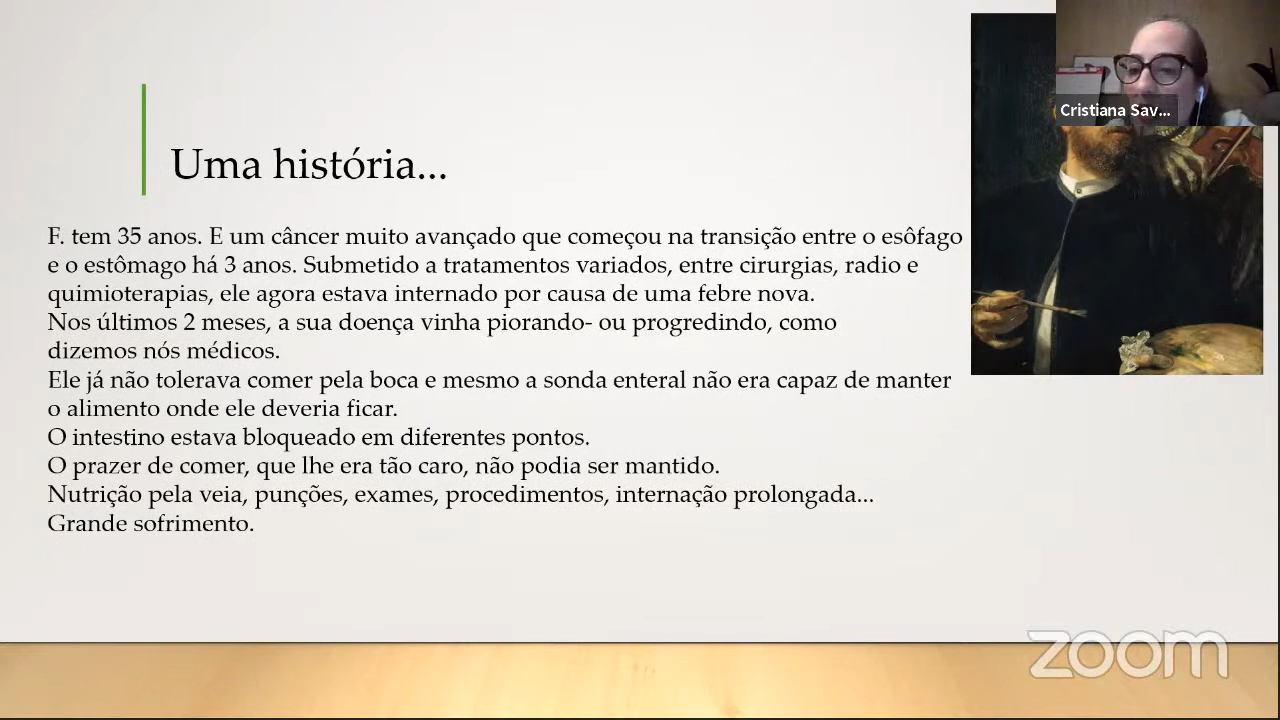 Cristiana Sav...
Uma história...
F. tem 35 anos. E um câncer muito avançado que começou na transição entre o esôfago
e o estômago há 3 anos. Submetido a tratamentos variados, entre cirurgias, radio e
quimioterapias, ele agora estava internado por causa de uma febre nova.
Nos últimos 2 meses, a sua doença vinha piorando- ou progredindo, como
dizemos nós médicos.
Ele já não tolerava comer pela boca e mesmo a sonda enteral não era capaz de manter
o alimento onde ele deveria ficar.
O intestino estava bloqueado em diferentes pontos.
O prazer de comer, que lhe era tão caro, não podia ser mantido.
Nutrição pela veia, punções, exames, procedimentos, internação prolongada...
Grande sofrimento.
zoom